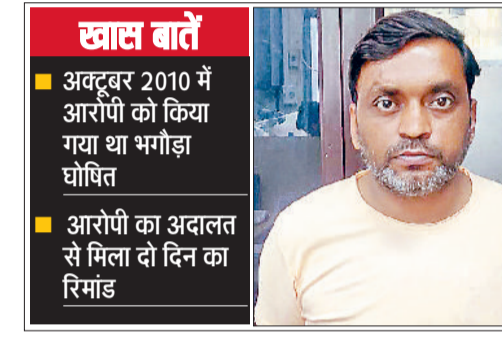 खास बातें
अक्टूबर 2010 में
आरोपी को किया
गया था भगौड़ा
घोषित
आरोपी का अदालत
से मिला दो दिन का
रिमांड